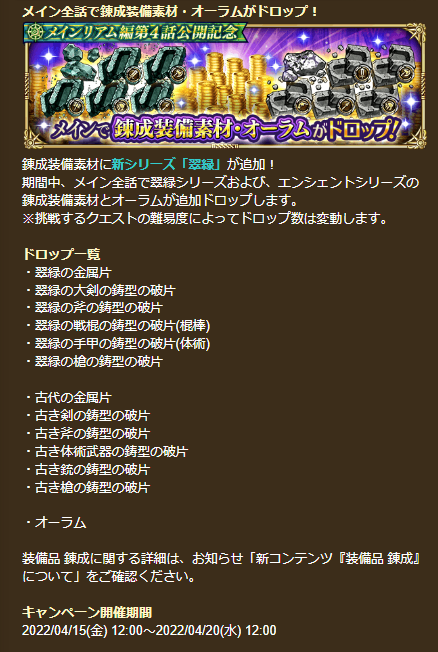 メイン全話で錬成装備素材・オーラムがドロップ！
メインリアム編第4話公開記念
メインで錬成装備素材・オーラムがドロップ!
錬成装備素材に新シリーズ「翠緑」が追加！
期間中、メイン全話で翠緑シリーズおよび、エンシェントシリーズの
錬成装備素材とオーラムが追加ドロップします。
※挑戦するクエストの難易度によってドロップ数は変動します。
ドロップ一覧
・翠緑の金属片
・翠緑の大剣の鋳型の破片
・翠緑の斧の鋳型の破片
・翠緑の戦棍の鋳型の破片(棍棒)
・翠緑の手甲の鋳型の破片(体術)
・翠緑の槍の鋳型の破片
・古代の金属片
・古き剣の鋳型の破片
・古き斧の鋳型の破片
・古き体術武器の鋳型の破片
・古き銃の鋳型の破片
・古き槍の鋳型の破片
・オーラム
装備品 錬成に関する詳細は、お知らせ「新コンテンツ『装備品 錬成』
について」をご確認ください。
キャンペーン開催期間
2022/04/15(金) 12:00～2022/04/20(水) 12:00